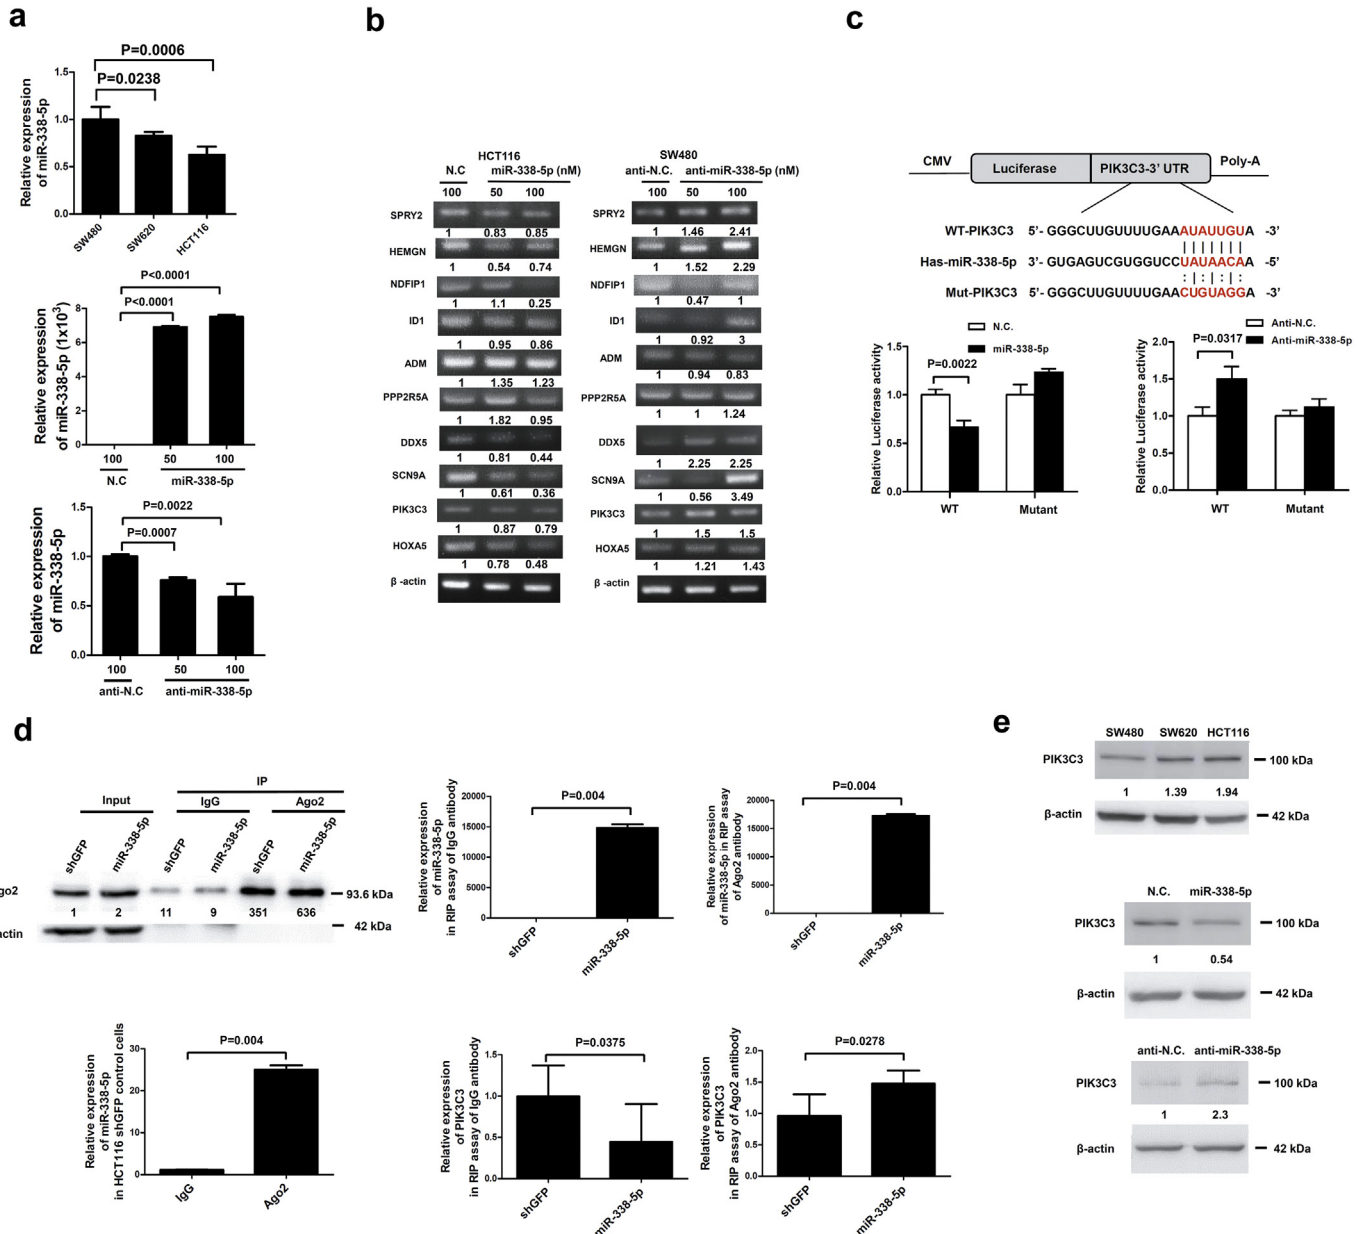 a
P=0.0006
P=0.0238
Relative expression
of miR-338-5p
1.5
1.0
0.5
0.0
SW480
SW620
HCT116
P<0.0001
P<0.0001
Relative expression
of miR-338-5p (1x10³)
8
6
4
2
0
100 50 100
N.C miR-338-5p
P=0.0022
P=0.0007
Relative expression
of miR-338-5p
1.5
1.0
0.5
0.0
100 50 100
anti-N.C anti-miR-338-5p
b
HCT116
N.C miR-338-5p (nM)
100 50 100
SPRY2
1 0.83 0.85
HEMGN
1 0.54 0.74
NDFIP1
1 1.1 0.25
ID1
1 0.95 0.86
ADM
1 1.35 1.23
PPP2R5A
1 1.82 0.95
DDX5
1 0.81 0.44
SCN9A
1 0.61 0.36
PIK3C3
1 0.87 0.79
HOXA5
1 0.78 0.48
β -actin
SW480
anti-N.C. anti-miR-338-5p (nM)
100 50 100
SPRY2
1 1.46 2.41
HEMGN
1 1.52 2.29
NDFIP1
1 0.47 1
ID1
1 0.92 3
ADM
1 0.94 0.83
PPP2R5A
1 1 1.24
DDX5
1 2.25 2.25
SCN9A
1 0.56 3.49
PIK3C3
1 1.5 1.5
HOXA5
1 1.21 1.43
β -actin
c
CMV Luciferase PIK3C3-3' UTR Poly-A
WT-PIK3C3 5'- GGGCUUGUUUUGAAAUAUUGUA -3'
Has-miR-338-5p 3'- GUGAGUCGUGGUCCUAUAACAA -5'
Mut-PIK3C3 5'- GGGCUUGUUUUGAACUGUAGGA -3'
N.C.
miR-338-5p
P=0.0022
Relative Luciferase activity
1.5
1.0
0.5
0.0
WT Mutant
Anti-N.C.
Anti-miR-338-5p
P=0.0317
Relative Luciferase activity
2.0
1.5
1.0
0.5
0.0
WT Mutant
d
IP
Input IgG Ago2
shGFP miR-338-5p shGFP miR-338-5p shGFP miR-338-5p
go2 93.6 kDa
1 2 11 9 351 636
actin 42 kDa
P=0.004
Relative expression
of miR-338-5p
in RIP assay of IgG antibody
20000
15000
10000
5000
0
shGFP
miR-338-5p
P=0.004
Relative expression
of miR-338-5p in RIP assay
of Ago2 antibody
20000
15000
10000
5000
0
shGFP
miR-338-5p
P=0.004
Relative expression
of miR-338-5p
in HCT116 shGFP control cells
30
20
10
0
IgG
Ago2
P=0.0375
Relative expression
of PIK3C3
in RIP assay of IgG antibody
1.5
1.0
0.5
0.0
shGFP
miR-338-5p
P=0.0278
Relative expression
of PIK3C3
in RIP assay of Ago2 antibody
2.0
1.5
1.0
0.5
0.0
shGFP
miR-338-5p
e
SW480 SW620 HCT116
PIK3C3 100 kDa
1 1.39 1.94
β-actin 42 kDa
N.C. miR-338-5p
PIK3C3 100 kDa
1 0.54
β-actin 42 kDa
anti-N.C. anti-miR-338-5p
PIK3C3 100 kDa
1 2.3
β-actin 42 kDa